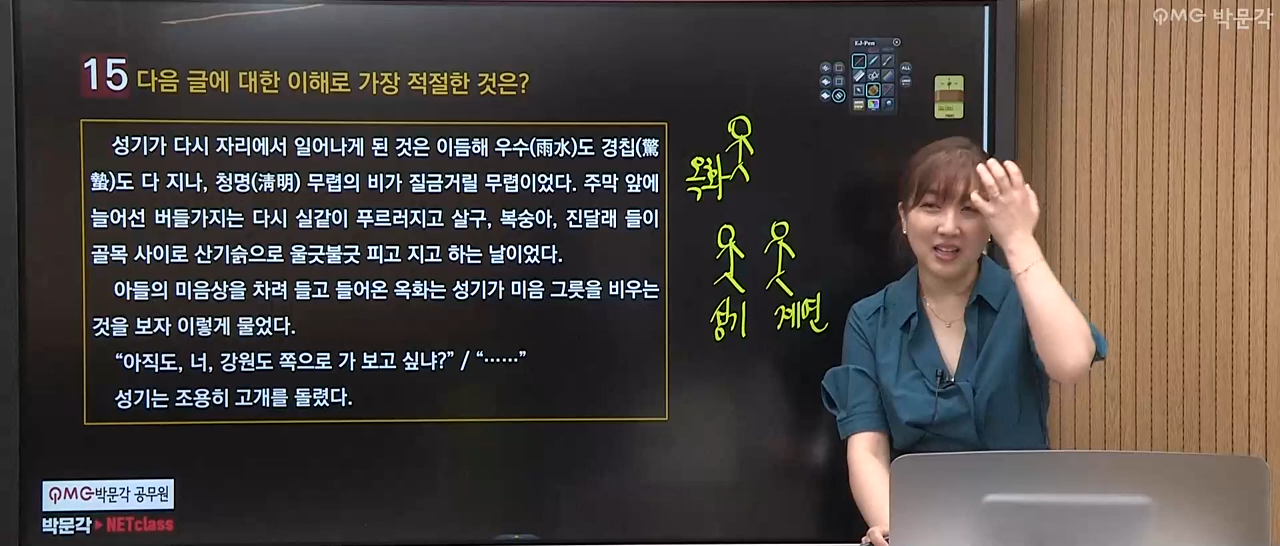 QMG 박문각
EJ-Pen
ALL
15 다음 글에 대한 이해로 가장 적절한 것은?
성기가 다시 자리에서 일어나게 된 것은 이듬해 우수(雨水)도 경칩(驚
蟄)도 다 지나, 청명(淸明) 무렵의 비가 질금거릴 무렵이었다. 주막 앞에
늘어선 버들가지는 다시 실같이 푸르러지고 살구, 복숭아, 진달래 들이
골목 사이로 산기슭으로 울긋불긋 피고 지고 하는 날이었다.
아들의 미음상을 차려 들고 들어온 옥화는 성기가 미음 그릇을 비우는
것을 보자 이렇게 물었다.
“아직도, 너, 강원도 쪽으로 가 보고 싶냐?” / “……”
성기는 조용히 고개를 돌렸다.
옥화
성기 계연
QMG박문각 공무원
박문각 NETclass